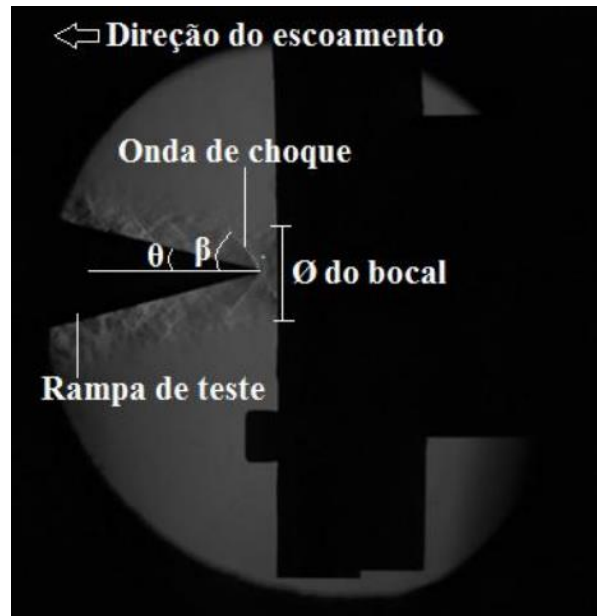 Direção do escoamento
Onda de choque
θ β
Ø do bocal
Rampa de teste